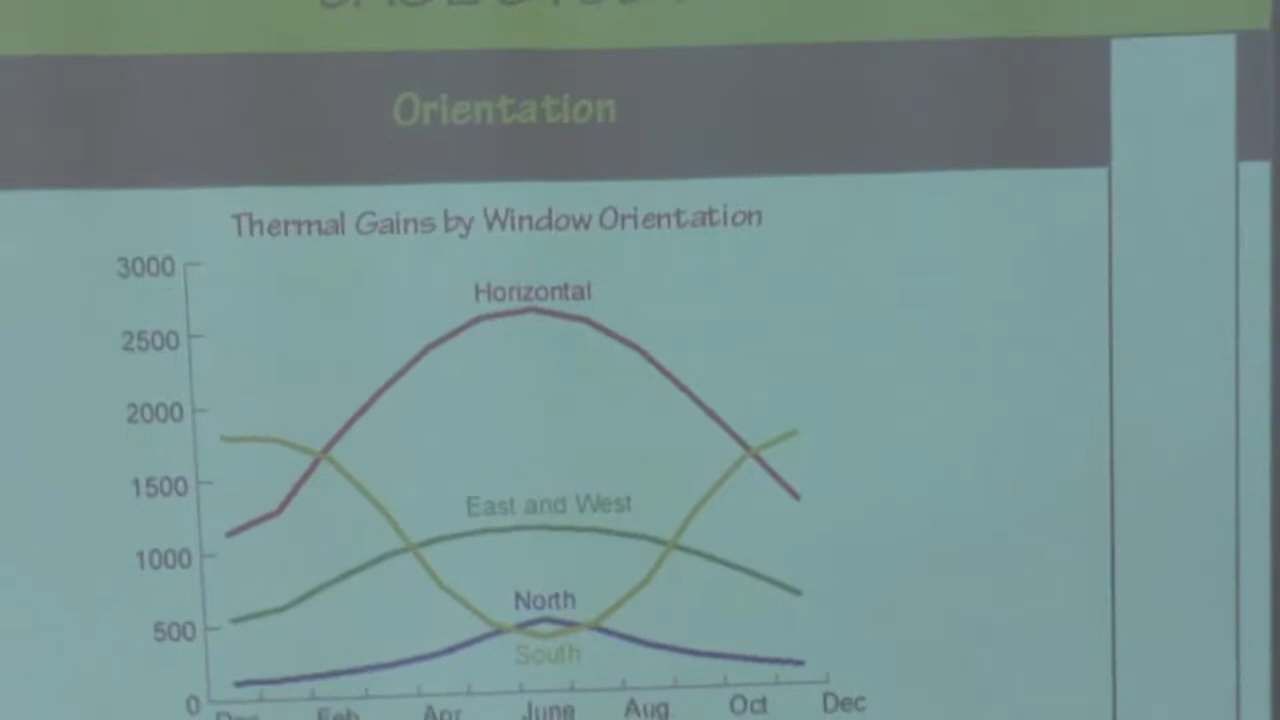 Orientation
Thermal Gains by Window Orientation
3000
Horizontal
2500
2000
1500
East and West
1000
North
500
South
0
Dec Feb Apr June Aug. Oct Dec